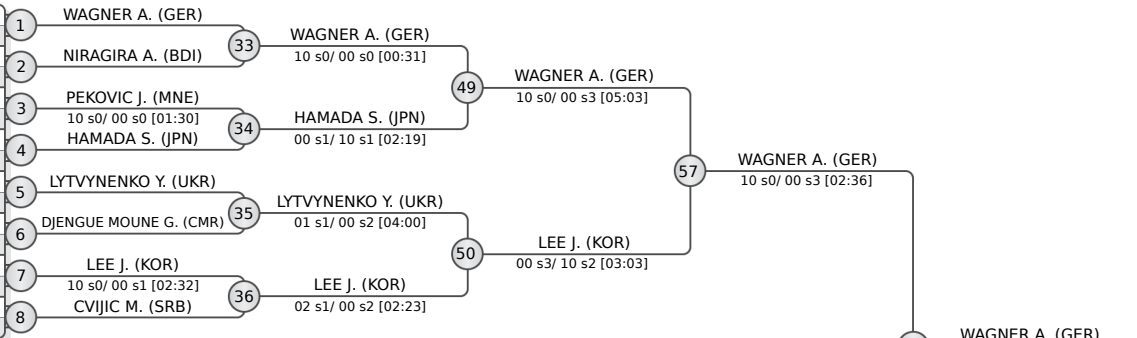 1
WAGNER A. (GER)
33
WAGNER A. (GER)
10 s0/ 00 s0 [00:31]
2
NIRAGIRA A. (BDI)
49
WAGNER A. (GER)
10 s0/ 00 s3 [05:03]
3
PEKOVIC J. (MNE)
10 s0/ 00 s0 [01:30]
34
HAMADA S. (JPN)
00 s1/ 10 s1 [02:19]
4
HAMADA S. (JPN)
57
WAGNER A. (GER)
10 s0/ 00 s3 [02:36]
5
LYTVYNENKO Y. (UKR)
35
LYTVYNENKO Y. (UKR)
01 s1/ 00 s2 [04:00]
6
DJENGUE MOUNE G. (CMR)
50
LEE J. (KOR)
00 s3/ 10 s2 [03:03]
7
LEE J. (KOR)
10 s0/ 00 s1 [02:32]
36
LEE J. (KOR)
02 s1/ 00 s2 [02:23]
8
CVIJIC M. (SRB)
WAGNER A. (GER)